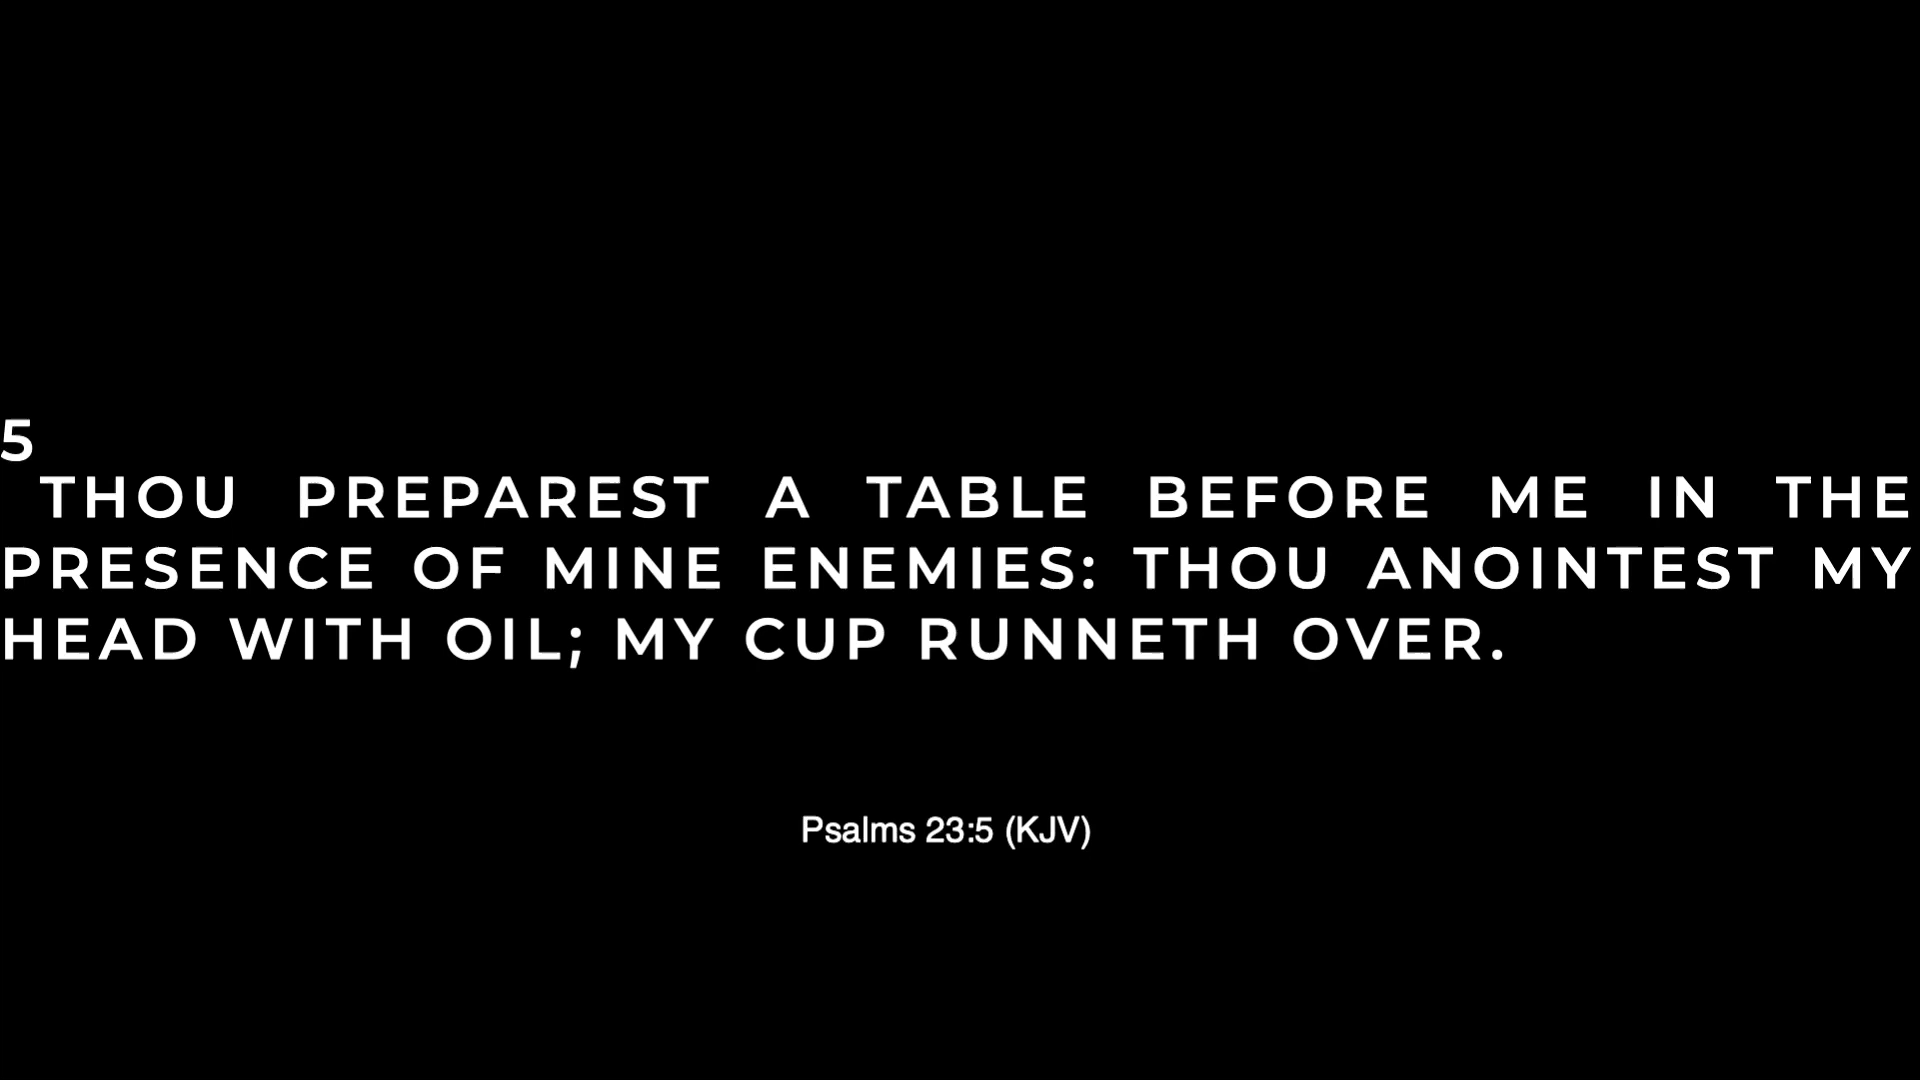 5
THOU PREPAREST A TABLE BEFORE ME IN THE
PRESENCE OF MINE ENEMIES: THOU ANOINTEST MY
HEAD WITH OIL; MY CUP RUNNETH OVER.
Psalms 23:5 (KJV)